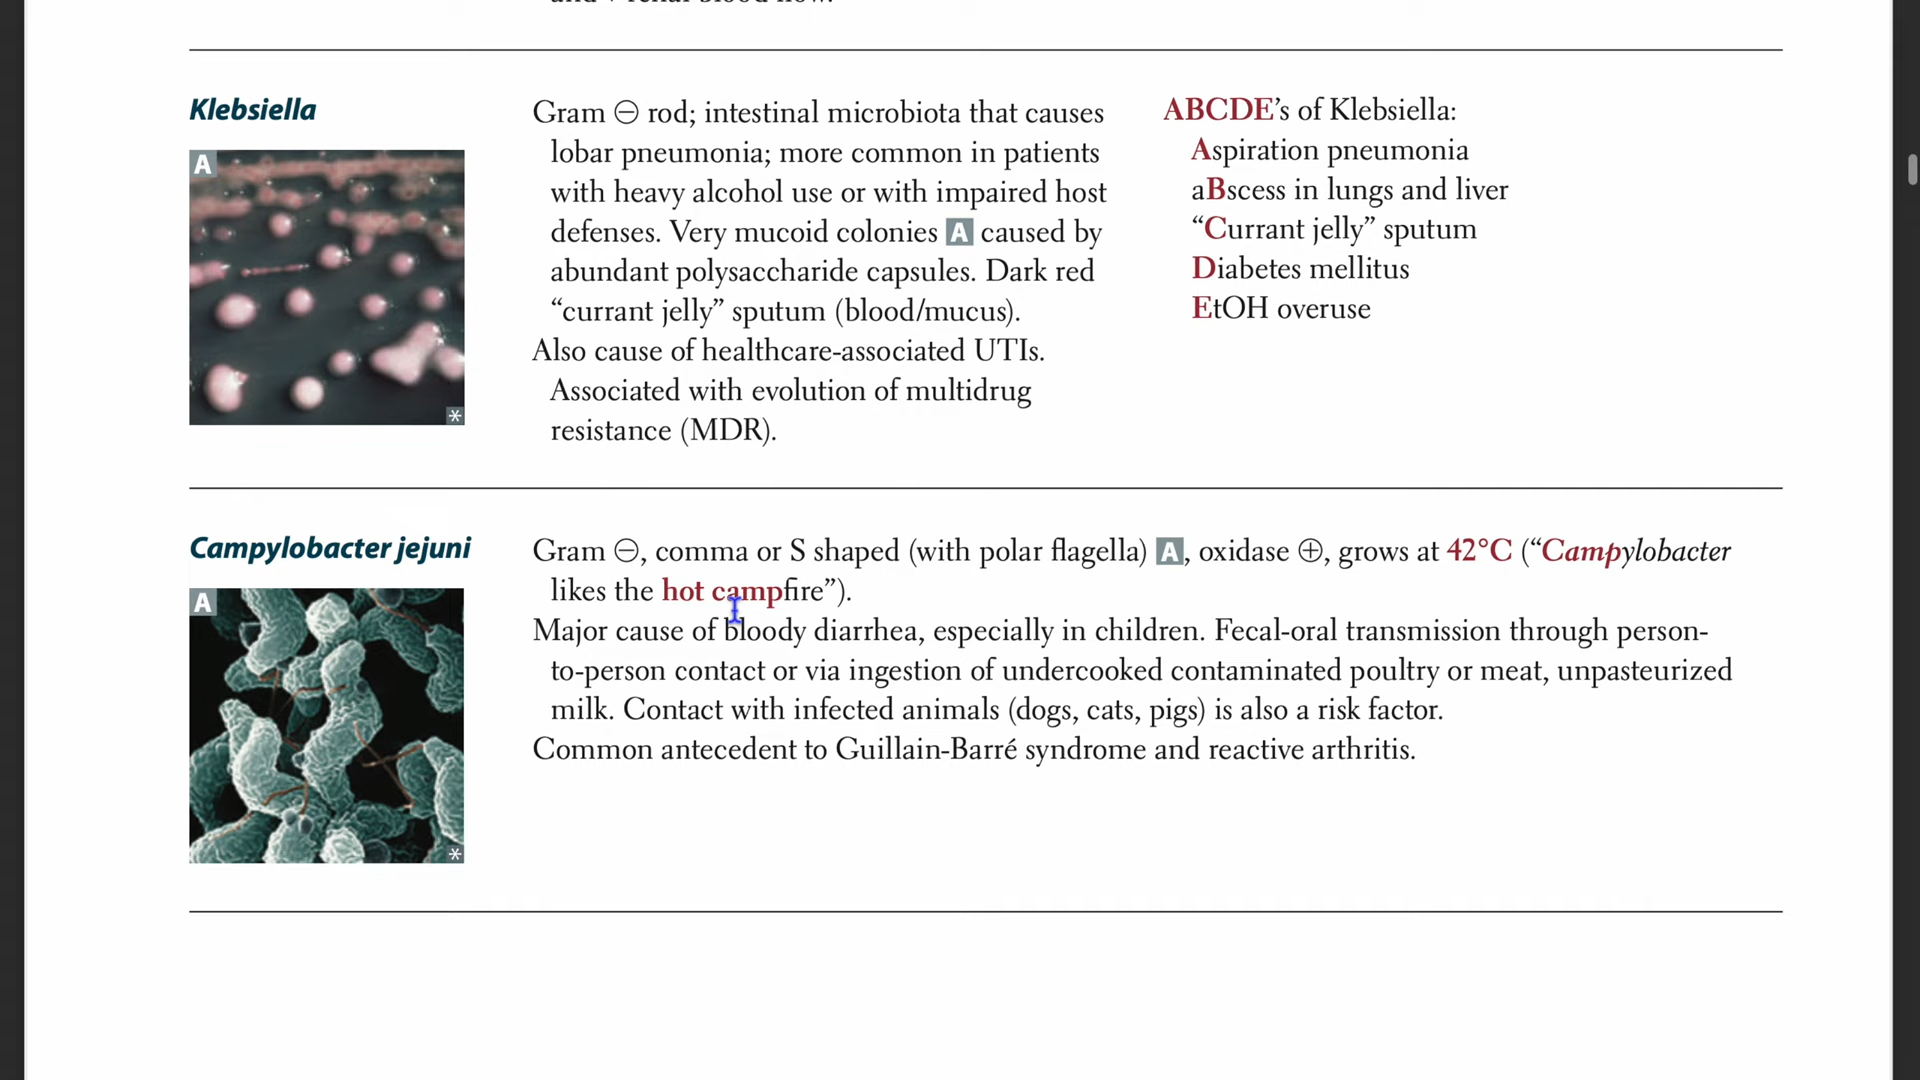 Klebsiella
A
*
Gram ⊖ rod; intestinal microbiota that causes
lobar pneumonia; more common in patients
with heavy alcohol use or with impaired host
defenses. Very mucoid colonies A caused by
abundant polysaccharide capsules. Dark red
“currant jelly” sputum (blood/mucus).
Also cause of healthcare-associated UTIs.
Associated with evolution of multidrug
resistance (MDR).
ABCDE’s of Klebsiella:
Aspiration pneumonia
aBscess in lungs and liver
“Currant jelly” sputum
Diabetes mellitus
EtOH overuse
Campylobacter jejuni
A
*
Gram ⊖, comma or S shaped (with polar flagella) A, oxidase ⊕, grows at 42°C (“Campylobacter
likes the hot campfire”).
Major cause of bloody diarrhea, especially in children. Fecal-oral transmission through person-
to-person contact or via ingestion of undercooked contaminated poultry or meat, unpasteurized
milk. Contact with infected animals (dogs, cats, pigs) is also a risk factor.
Common antecedent to Guillain-Barré syndrome and reactive arthritis.